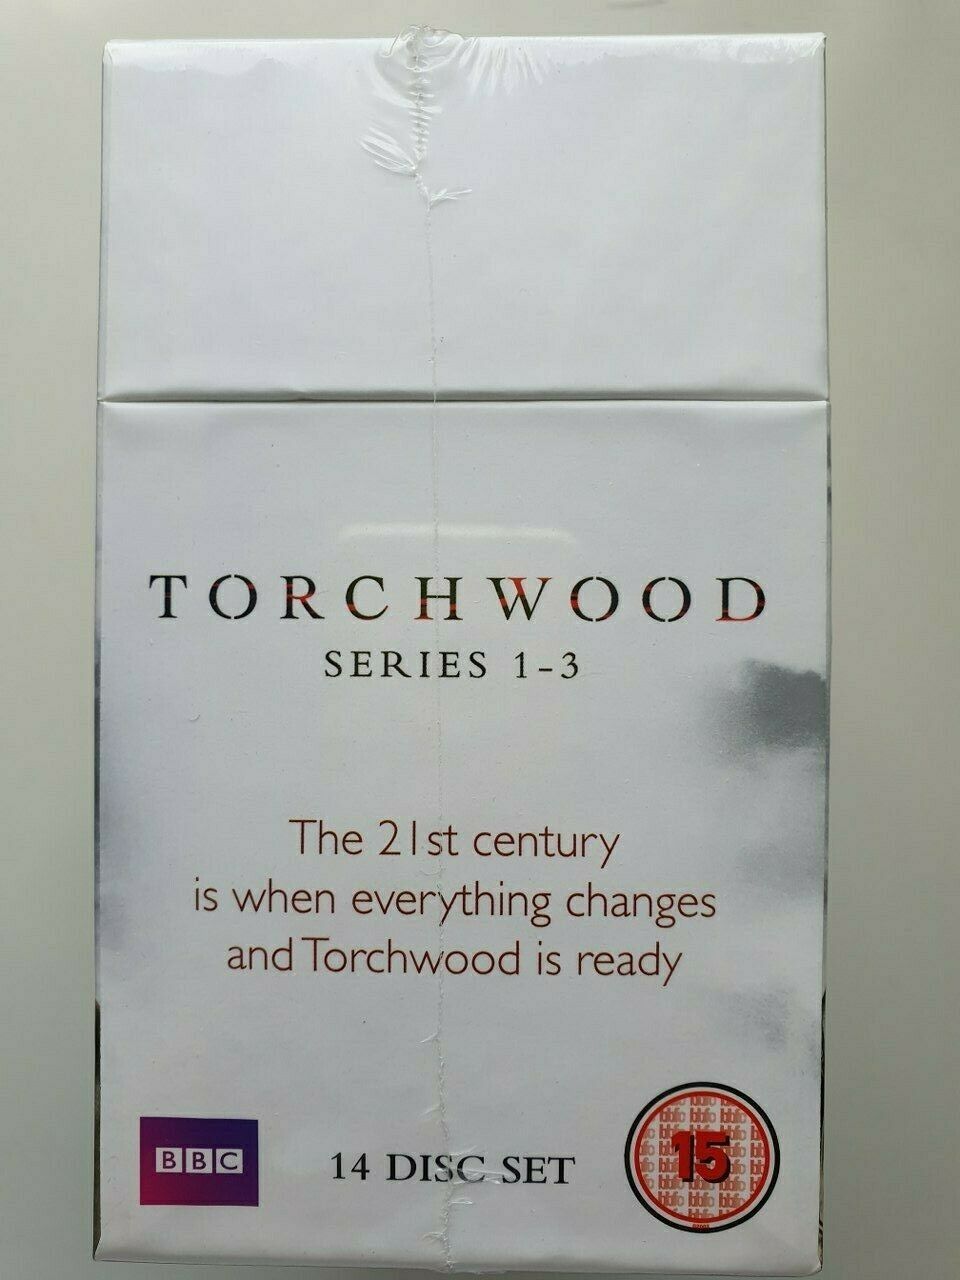 TORCHWOOD
SERIES 1-3
The 21st century
is when everything changes
and Torchwood is ready
BBC
14 DISC SET
15